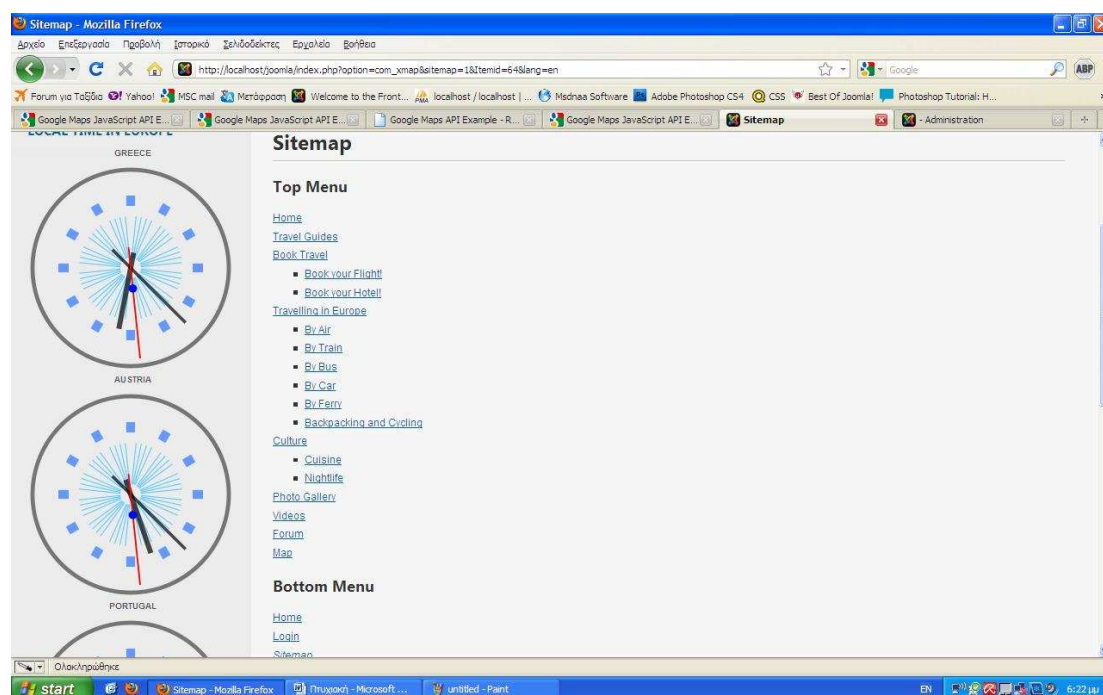 Sitemap - Mozilla Firefox
Αρχείο Επεξεργασία Προβολή Ιστορικό Σελιδοδείκτες Εργαλεία Βοήθεια
http://localhost/joomla/index.php?option=com_xmap&sitemap=1&Itemid=64&lang=en
Google
ABP
Forum για Ταξίδια Yahoo! MSC mail Μετάφραση Welcome to the Front... localhost / localhost | ... Msdnaa Software Adobe Photoshop CS4 CSS Best Of Joomla! Photoshop Tutorial: H...
Google Maps JavaScript API E... Google Maps JavaScript API E... Google Maps API Example - R... Google Maps JavaScript API E... Sitemap - Administration
LOCAL TIME IN EUROPE
GREECE
AUSTRIA
PORTUGAL
Sitemap
Top Menu
Home
Travel Guides
Book Travel
Book your Flight!
Book your Hotel!
Travelling in Europe
By Air
By Train
By Bus
By Car
By Ferry
Backpacking and Cycling
Culture
Cuisine
Nightlife
Photo Gallery
Videos
Forum
Map
Bottom Menu
Home
Login
Sitemap
Ολοκληρώθηκε
start Sitemap - Mozilla Firefox Πτυχιακή - Microsoft ... untitled - Paint EN 6:22 μμ